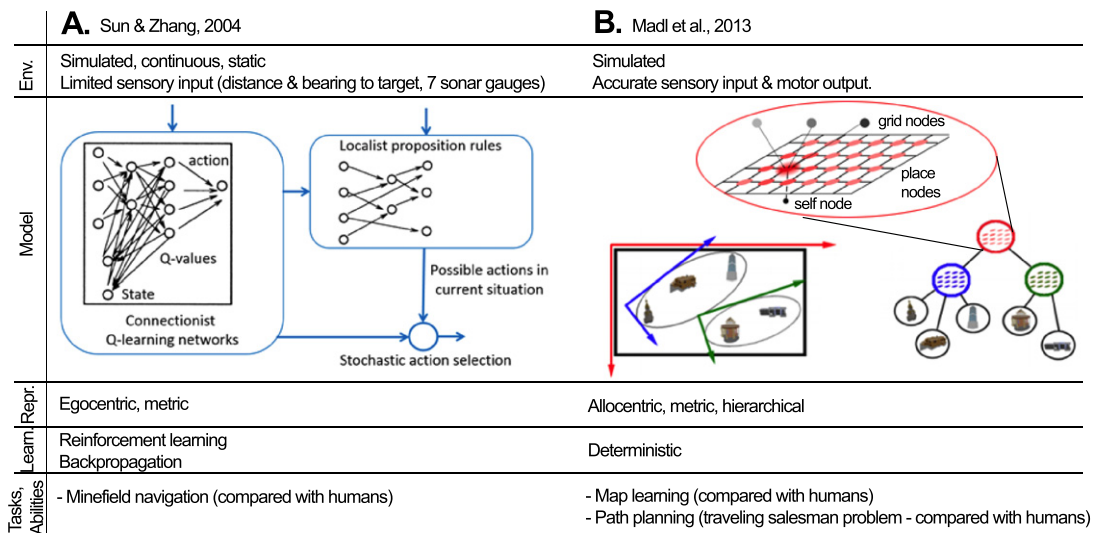 A. Sun & Zhang, 2004
B. Madl et al., 2013
Env.
Simulated, continuous, static
Limited sensory input (distance & bearing to target, 7 sonar gauges)
Simulated
Accurate sensory input & motor output.
Model
action
Q-values
State
Connectionist
Q-learning networks
Localist proposition rules
Possible actions in
current situation
Stochastic action selection
grid nodes
place
nodes
self node
Repr.
Egocentric, metric
Allocentric, metric, hierarchical
Learn.
Reinforcement learning
Backpropagation
Deterministic
Tasks,
Abilities
- Minefield navigation (compared with humans)
- Map learning (compared with humans)
- Path planning (traveling salesman problem - compared with humans)